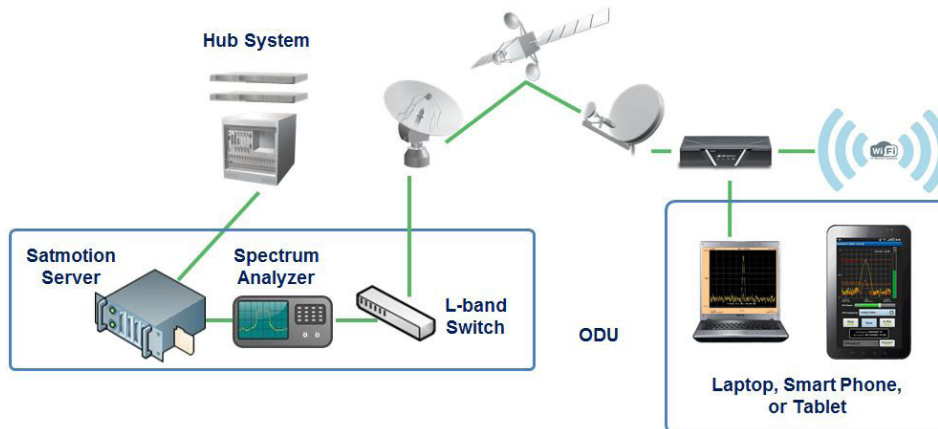 Hub System
WiFi
Satmotion
Server
Spectrum
Analyzer
L-band
Switch
ODU
Laptop, Smart Phone,
or Tablet